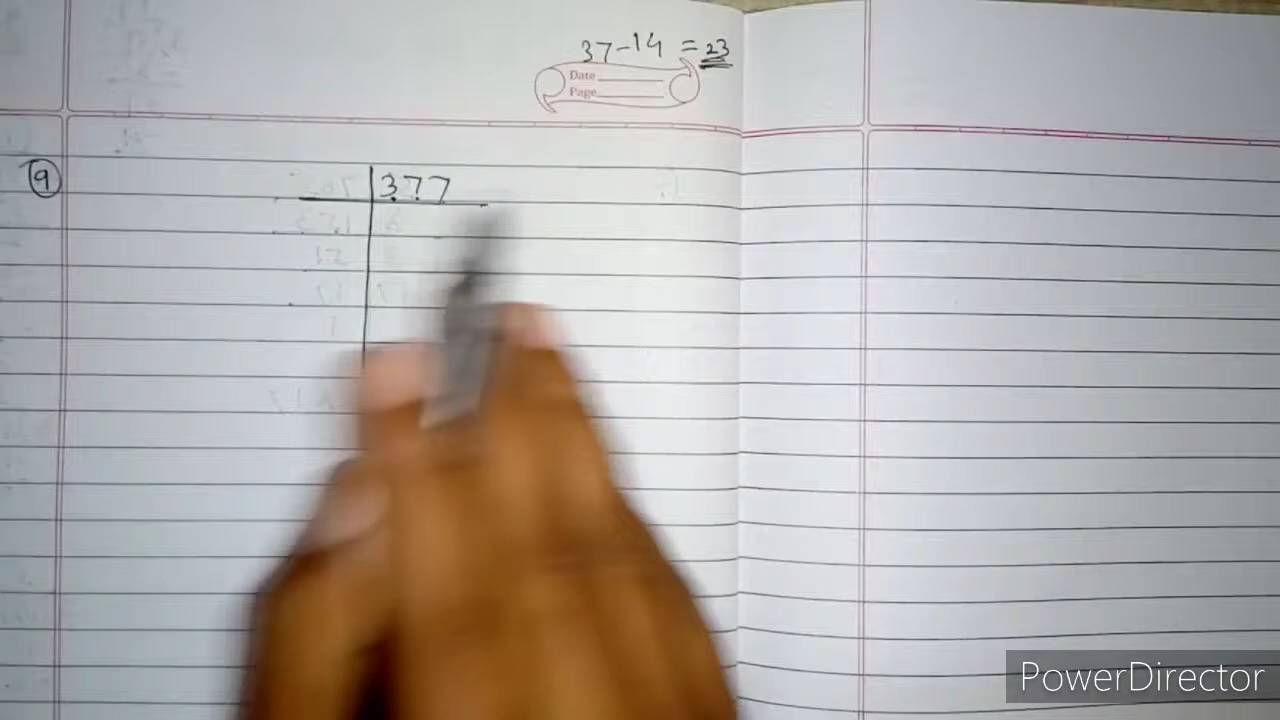 37-14 = 23
Date
Page
9
377
PowerDirector